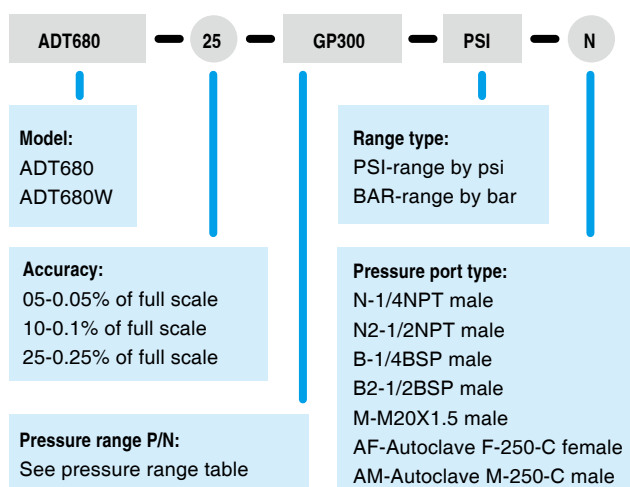 ADT680 25 GP300 PSI N
Model:
ADT680
ADT680W
Range type:
PSI-range by psi
BAR-range by bar
Accuracy:
05-0.05% of full scale
10-0.1% of full scale
25-0.25% of full scale
Pressure range P/N:
See pressure range table
Pressure port type:
N-1/4NPT male
N2-1/2NPT male
B-1/4BSP male
B2-1/2BSP male
M-M20X1.5 male
AF-Autoclave F-250-C female
AM-Autoclave M-250-C male